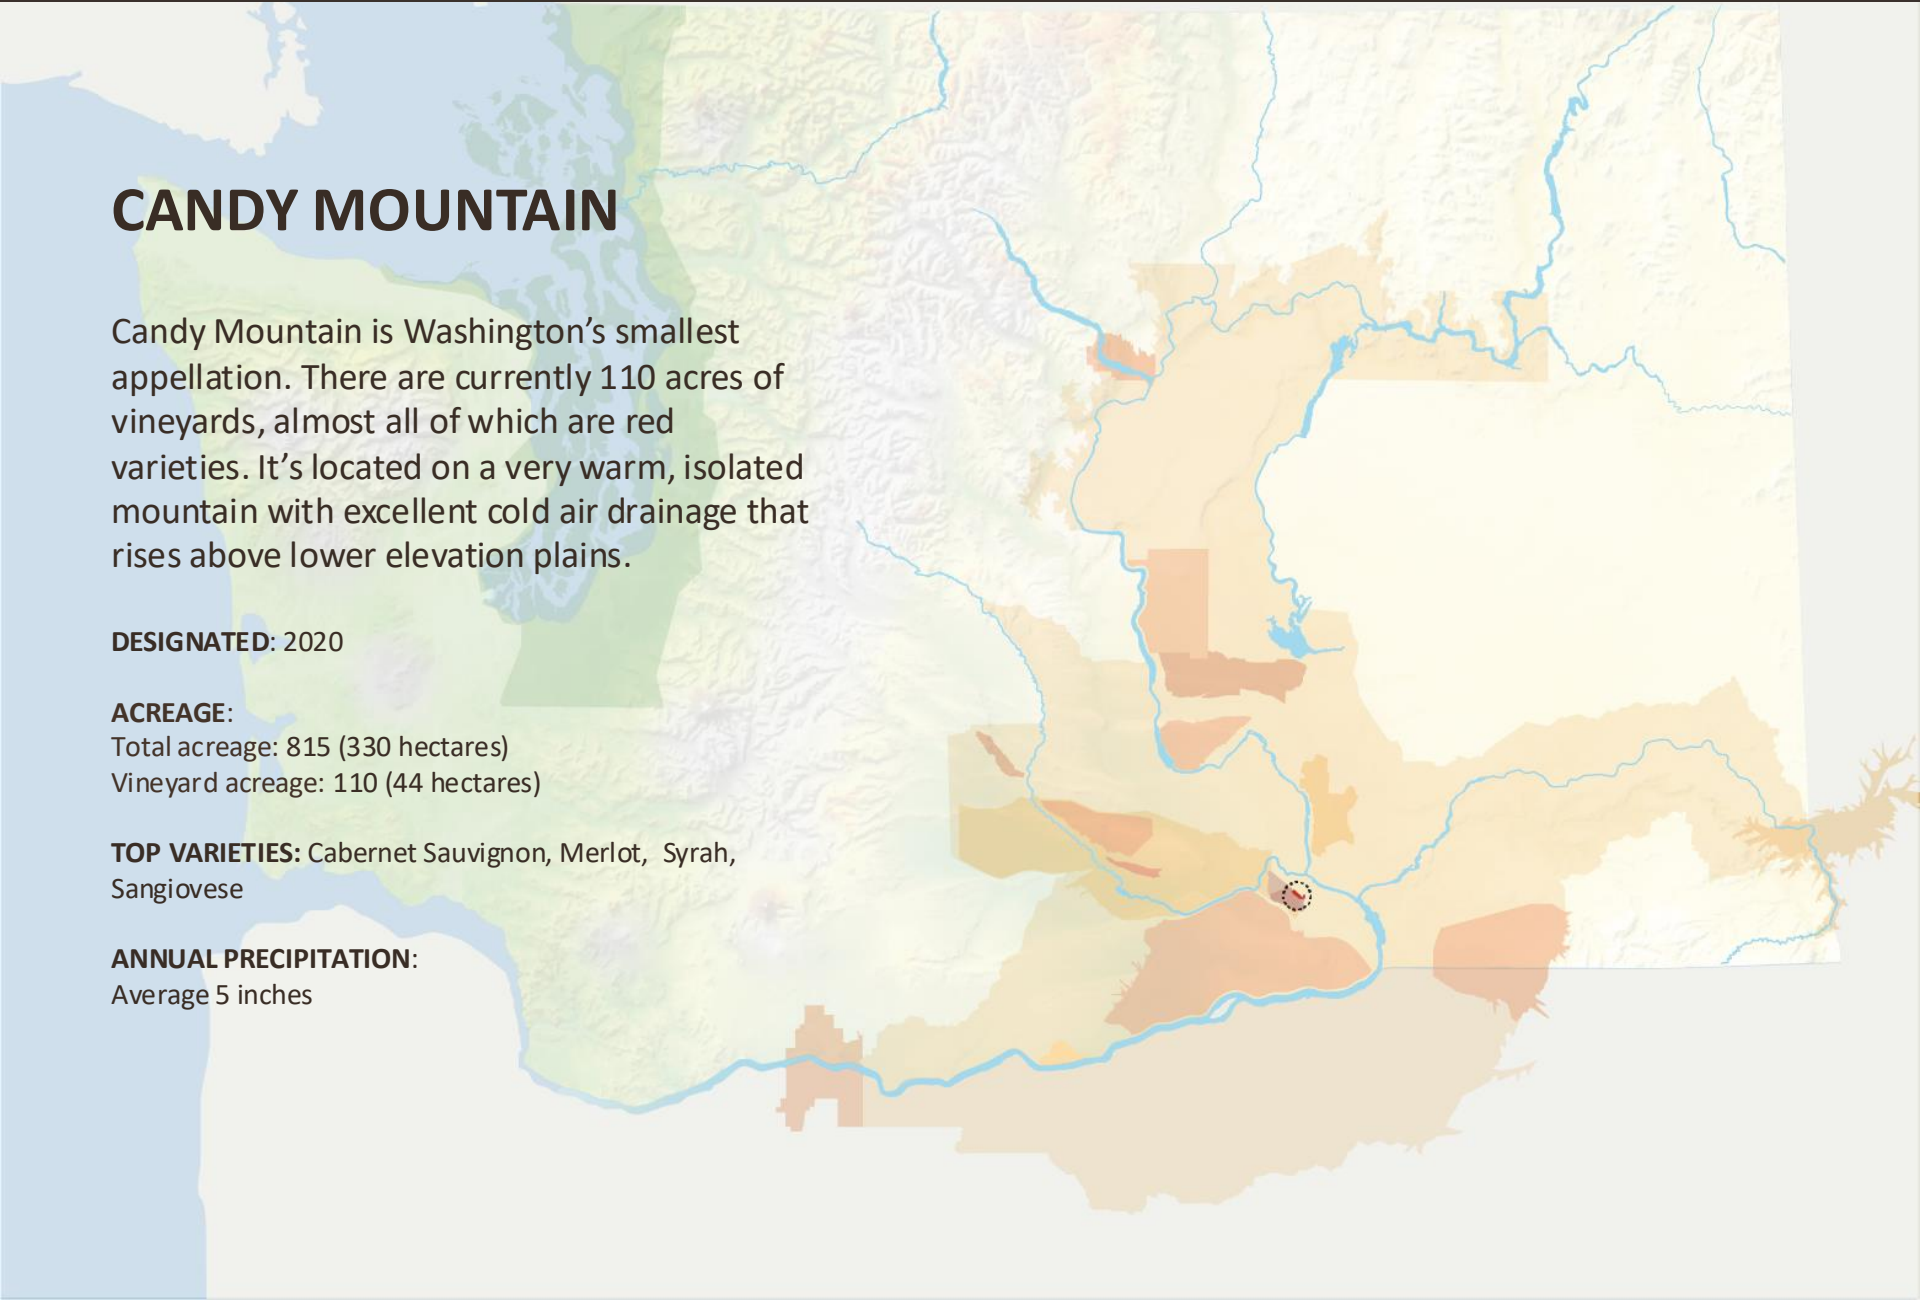 CANDY MOUNTAIN
Candy Mountain is Washington’s smallest
appellation. There are currently 110 acres of
vineyards, almost all of which are red
varieties. It’s located on a very warm, isolated
mountain with excellent cold air drainage that
rises above lower elevation plains.
DESIGNATED: 2020
ACREAGE:
Total acreage: 815 (330 hectares)
Vineyard acreage: 110 (44 hectares)
TOP VARIETIES: Cabernet Sauvignon, Merlot,  Syrah,
Sangiovese
ANNUAL PRECIPITATION:
Average 5 inches